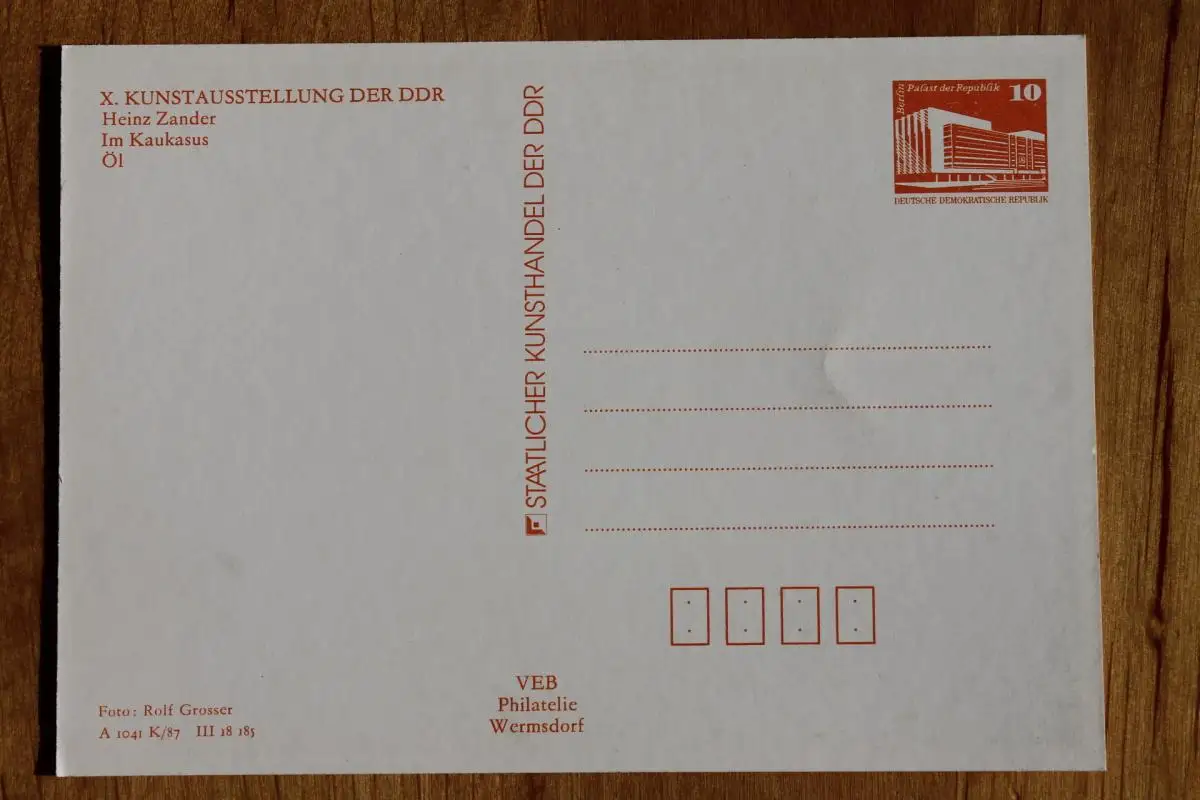 X. KUNSTAUSSTELLUNG DER DDR
Heinz Zander
Im Kaukasus
Öl
STAATLICHER KUNSTHANDEL DER DDR
Berlin
Palast der Republik
10
DEUTSCHE DEMOKRATISCHE REPUBLIK
Foto: Rolf Grosser
A 1041 K/87 III 18 185
VEB
Philatelie
Wermsdorf